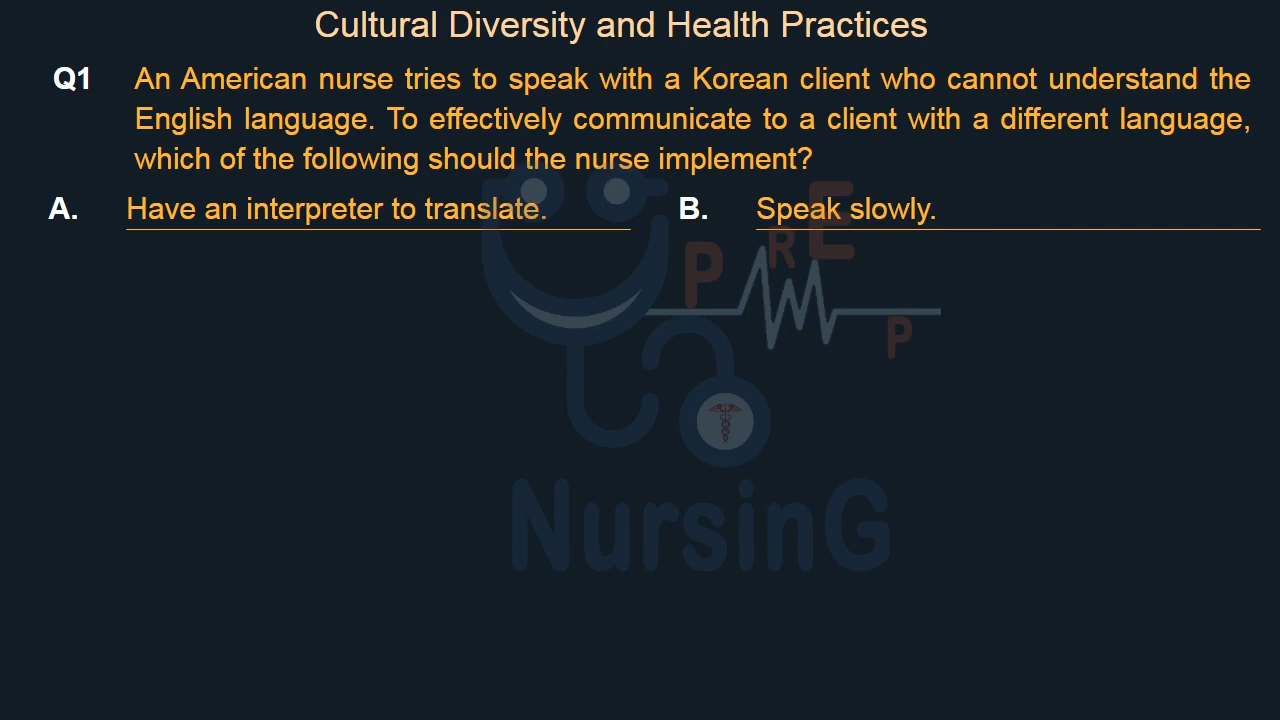 Cultural Diversity and Health Practices
Q1 An American nurse tries to speak with a Korean client who cannot understand the
English language. To effectively communicate to a client with a different language,
which of the following should the nurse implement?
A. Have an interpreter to translate. B. Speak slowly.
PREP
NursinG